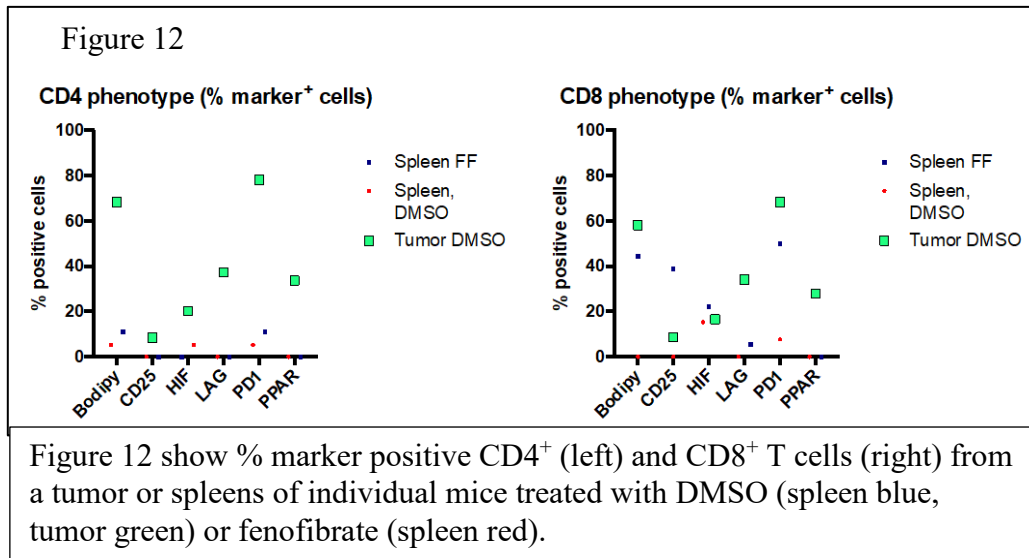 Figure 12
CD4 phenotype (% marker⁺ cells)
% positive cells
100
80
60
40
20
0
Bodipy
CD25
HIF
LAG
PD1
PPAR
Spleen FF
Spleen,
DMSO
Tumor DMSO
CD8 phenotype (% marker⁺ cells)
% positive cells
100
80
60
40
20
0
Bodipy
CD25
HIF
LAG
PD1
PPAR
Spleen FF
Spleen,
DMSO
Tumor DMSO
Figure 12 show % marker positive CD4⁺ (left) and CD8⁺ T cells (right) from
a tumor or spleens of individual mice treated with DMSO (spleen blue,
tumor green) or fenofibrate (spleen red).